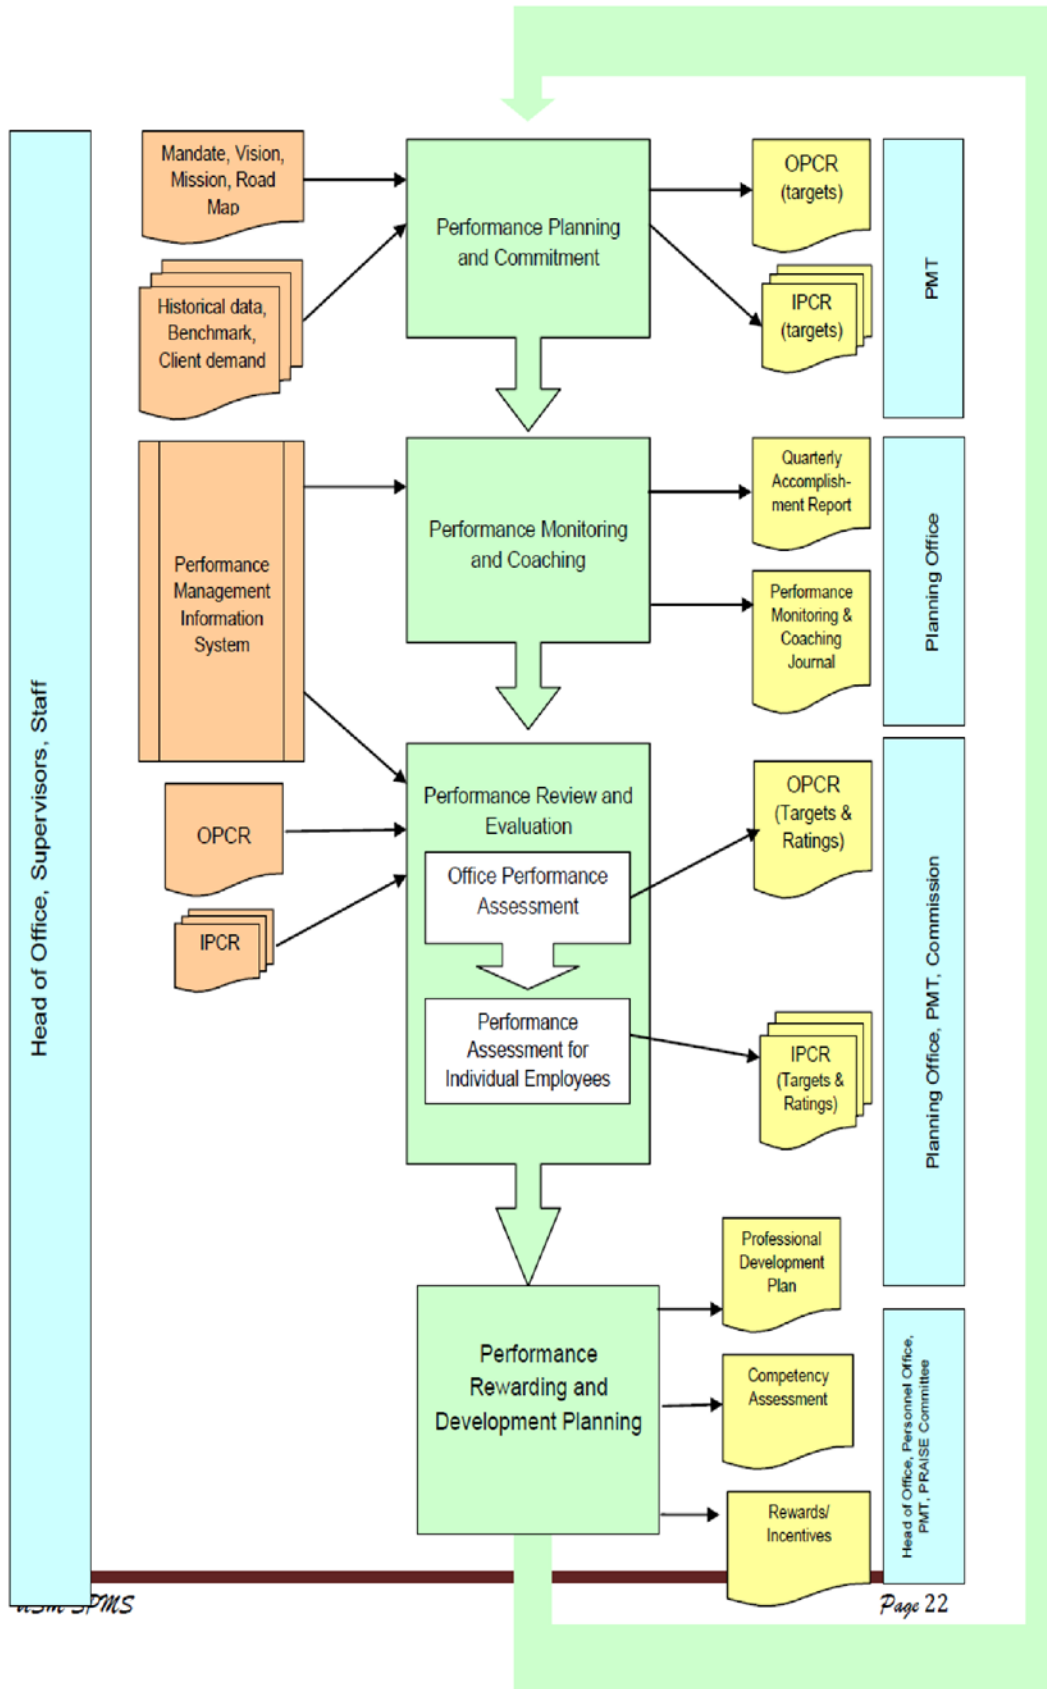 Head of Office, Supervisors, Staff
Mandate, Vision,
Mission, Road
Map
Historical data,
Benchmark,
Client demand
Performance Planning
and Commitment
OPCR
(targets)
IPCR
(targets)
PMT
Performance
Management
Information
System
Performance Monitoring
and Coaching
Quarterly
Accomplish-
ment Report
Performance
Monitoring &
Coaching
Journal
Planning Office
OPCR
IPCR
Performance Review and
Evaluation
Office Performance
Assessment
Performance
Assessment for
Individual Employees
OPCR
(Targets &
Ratings)
IPCR
(Targets &
Ratings)
Planning Office, PMT, Commission
Performance
Rewarding and
Development Planning
Professional
Development
Plan
Competency
Assessment
Rewards/
Incentives
Head of Office, Personnel Office,
PMT, PRAISE Committee
SPMS
Page 22